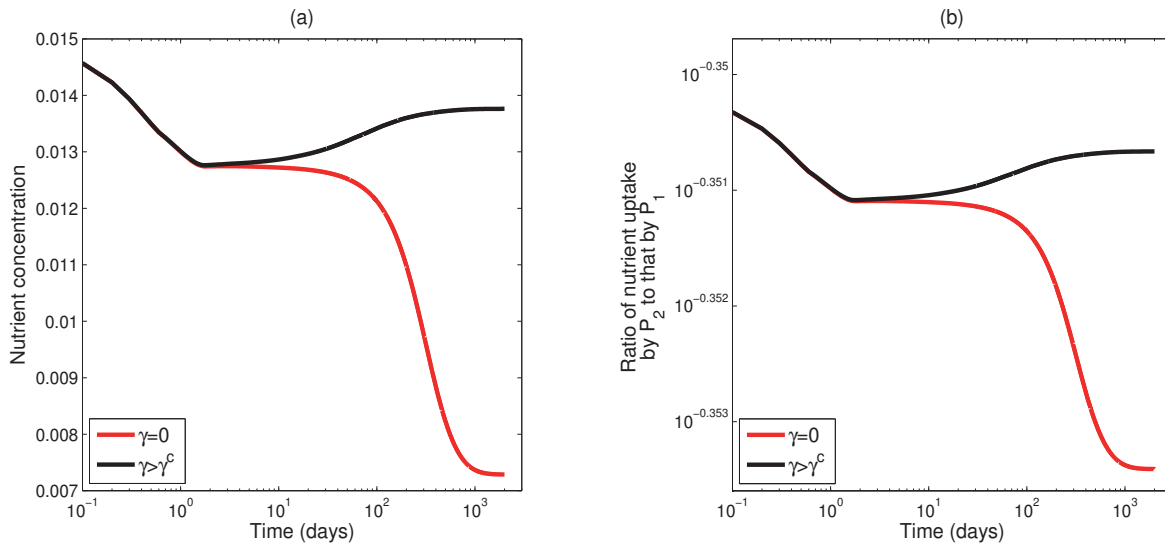 (a)
0.015
0.014
0.013
0.012
0.011
0.01
0.009
0.008
0.007
Nutrient concentration
γ=0
γ>γ^c
10^-1
10^0
10^1
10^2
10^3
Time (days)
(b)
10^-0.35
10^-0.351
10^-0.352
10^-0.353
Ratio of nutrient uptake
by P_2 to that by P_1
γ=0
γ>γ^c
10^-1
10^0
10^1
10^2
10^3
Time (days)